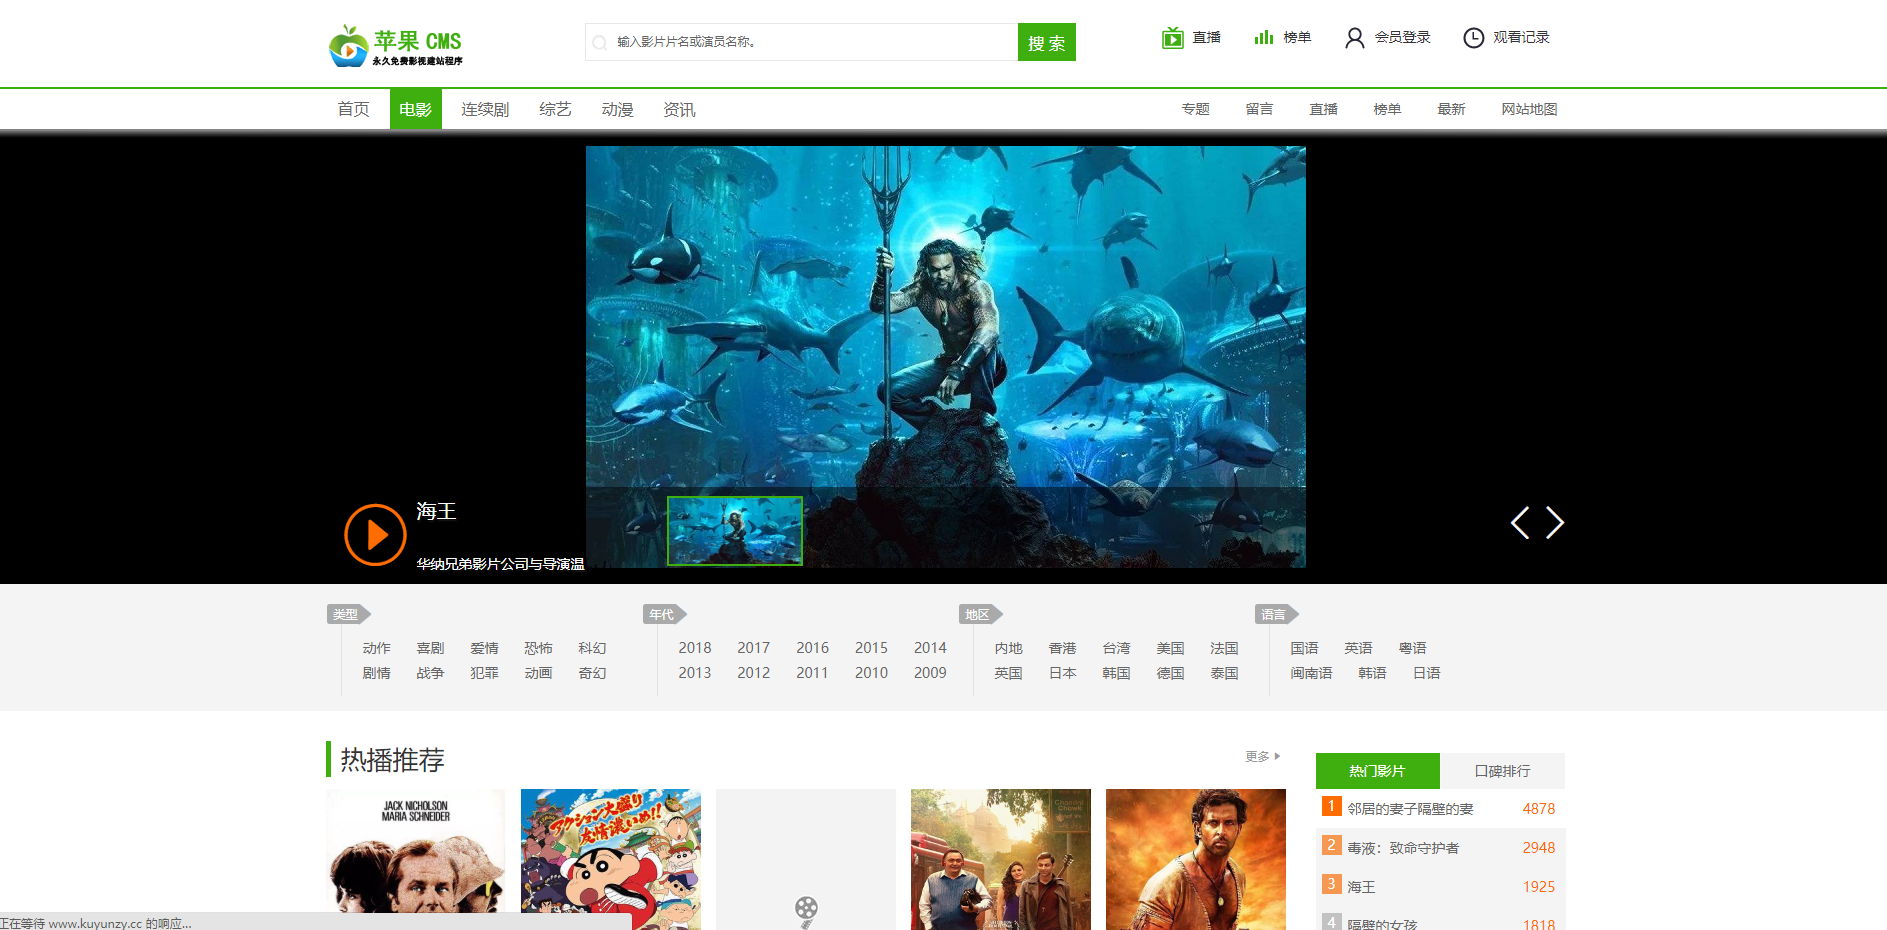 苹果 CMS
永久免费影视建站程序
输入影片片名或演员名称。
搜 索
直播
榜单
会员登录
观看记录
首页 电影 连续剧 综艺 动漫 资讯
专题 留言 直播 榜单 最新 网站地图
海王
华纳兄弟影片公司与导演温
类型
动作 喜剧 爱情 恐怖 科幻
剧情 战争 犯罪 动画 奇幻
年代
2018 2017 2016 2015 2014
2013 2012 2011 2010 2009
地区
内地 香港 台湾 美国 法国
英国 日本 韩国 德国 泰国
语言
国语 英语 粤语
闽南语 韩语 日语
热播推荐
更多
JACK NICHOLSON
MARIA SCHNEIDER
アクション大盛り
友情濃いめ!!
热门影片 口碑排行
1 邻居的妻子隔壁的妻 4878
2 毒液：致命守护者 2948
3 海王 1925
4 隔壁的女孩 1818
正在等待 www.kuyunzy.cc 的响应...